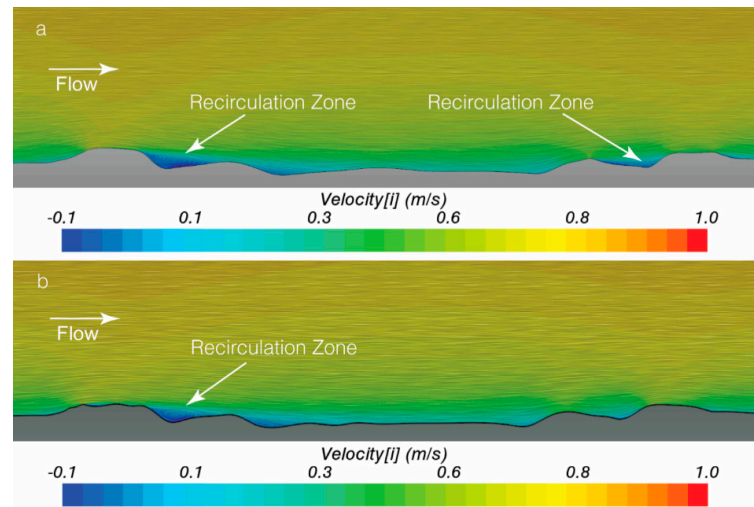 a
Flow
Recirculation Zone Recirculation Zone
Velocity[i] (m/s)
-0.1 0.1 0.3 0.6 0.8 1.0
b
Flow
Recirculation Zone
Velocity[i] (m/s)
-0.1 0.1 0.3 0.6 0.8 1.0